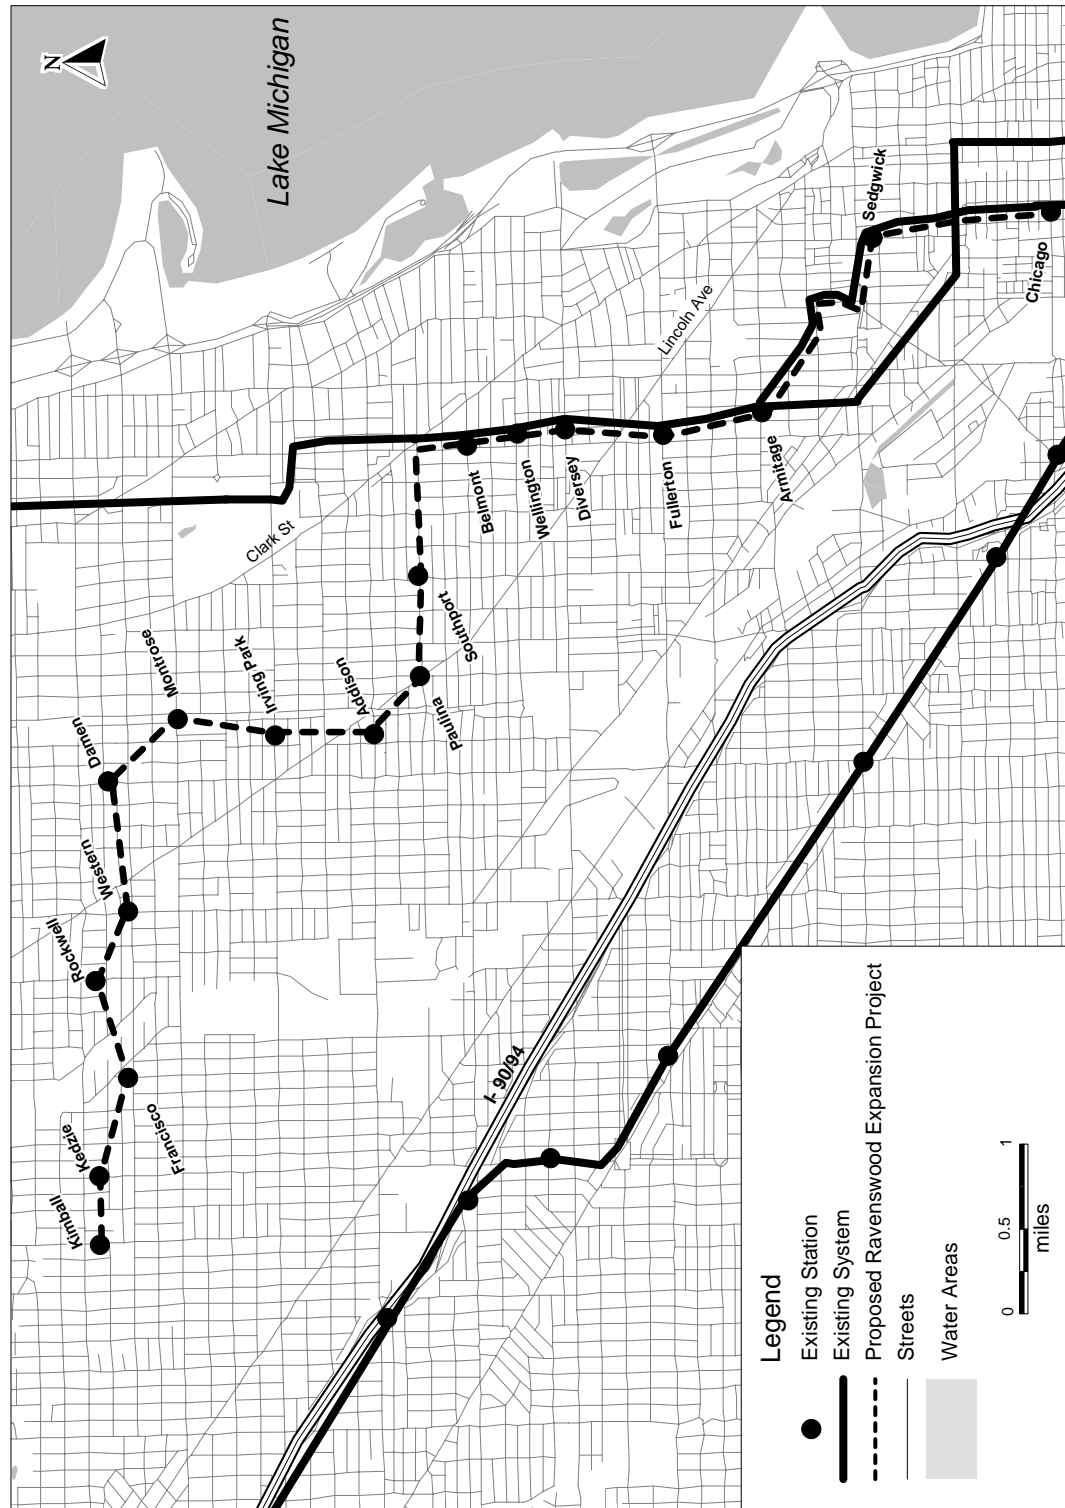 N
Lake Michigan
Sedgwick
Chicago
Lincoln Ave
Armitage
Fullerton
Diversey
Wellington
Belmont
Clark St
Southport
Paulina
Addison
Irving Park
Montrose
Damen
Western
Rockwell
Francisco
Kedzie
Kimball
I- 90/94
Legend
Existing Station
Existing System
Proposed Ravenswood Expansion Project
Streets
Water Areas
0 0.5 1
miles